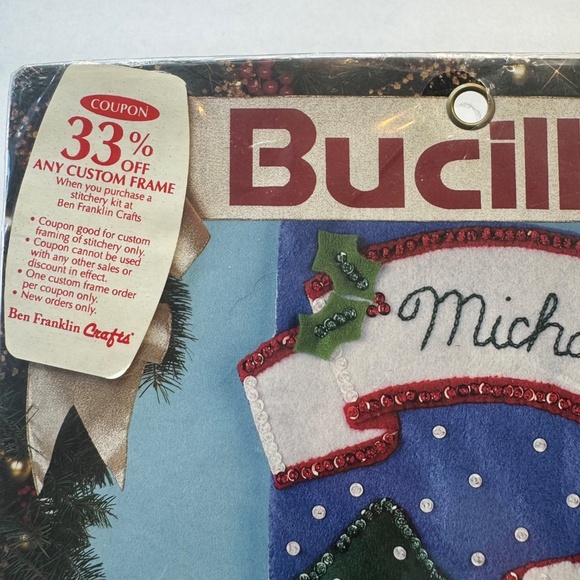 COUPON
33%
OFF
ANY CUSTOM FRAME
When you purchase a
stitchery kit at
Ben Franklin Crafts
• Coupon good for custom
framing of stitchery only.
• Coupon cannot be used
with any other sales or
discount in effect.
• One custom frame order
per coupon only.
• New orders only.
Ben Franklin Crafts
Bucill
Micha